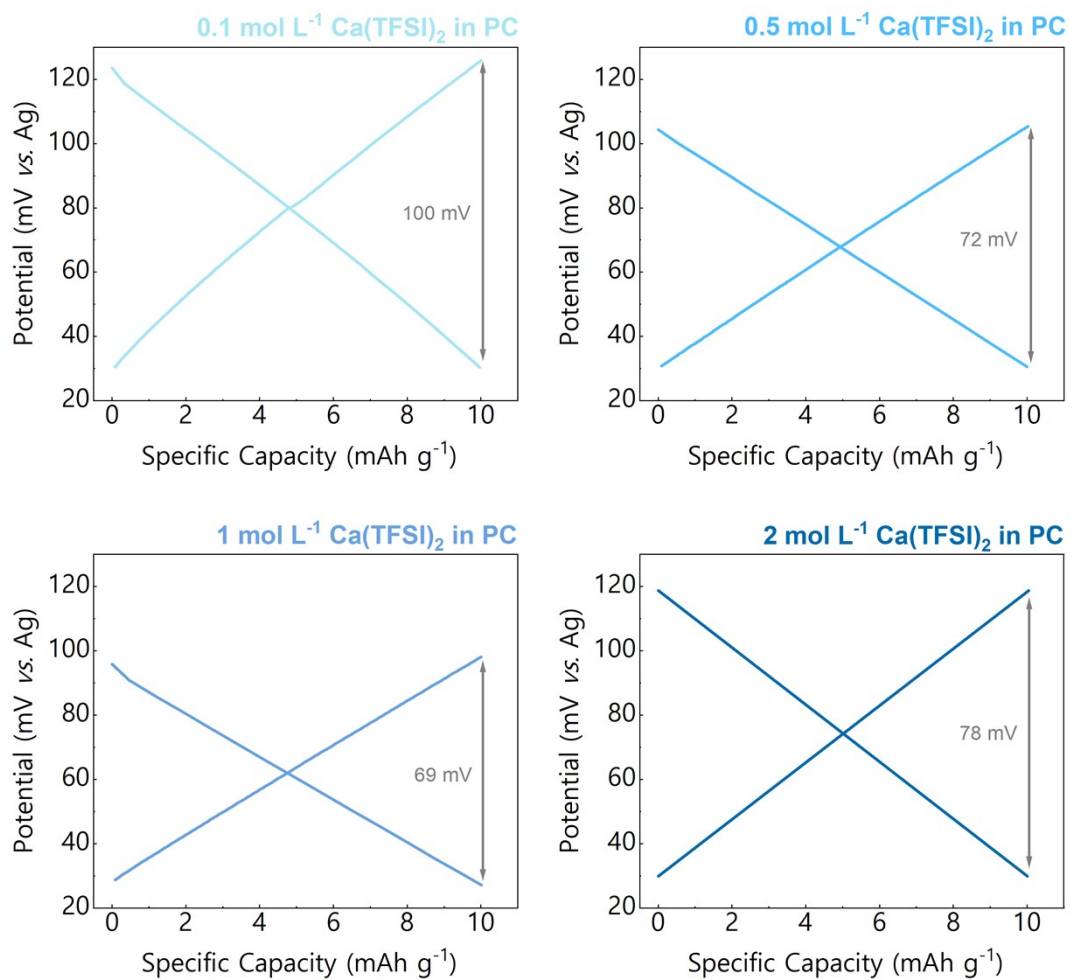 0.1 mol L⁻¹ Ca(TFSI)₂ in PC
Potential (mV vs. Ag)
120
100
80
60
40
20
100 mV
0 2 4 6 8 10
Specific Capacity (mAh g⁻¹)
0.5 mol L⁻¹ Ca(TFSI)₂ in PC
Potential (mV vs. Ag)
120
100
80
60
40
20
72 mV
0 2 4 6 8 10
Specific Capacity (mAh g⁻¹)
1 mol L⁻¹ Ca(TFSI)₂ in PC
Potential (mV vs. Ag)
120
100
80
60
40
20
69 mV
0 2 4 6 8 10
Specific Capacity (mAh g⁻¹)
2 mol L⁻¹ Ca(TFSI)₂ in PC
Potential (mV vs. Ag)
120
100
80
60
40
20
78 mV
0 2 4 6 8 10
Specific Capacity (mAh g⁻¹)